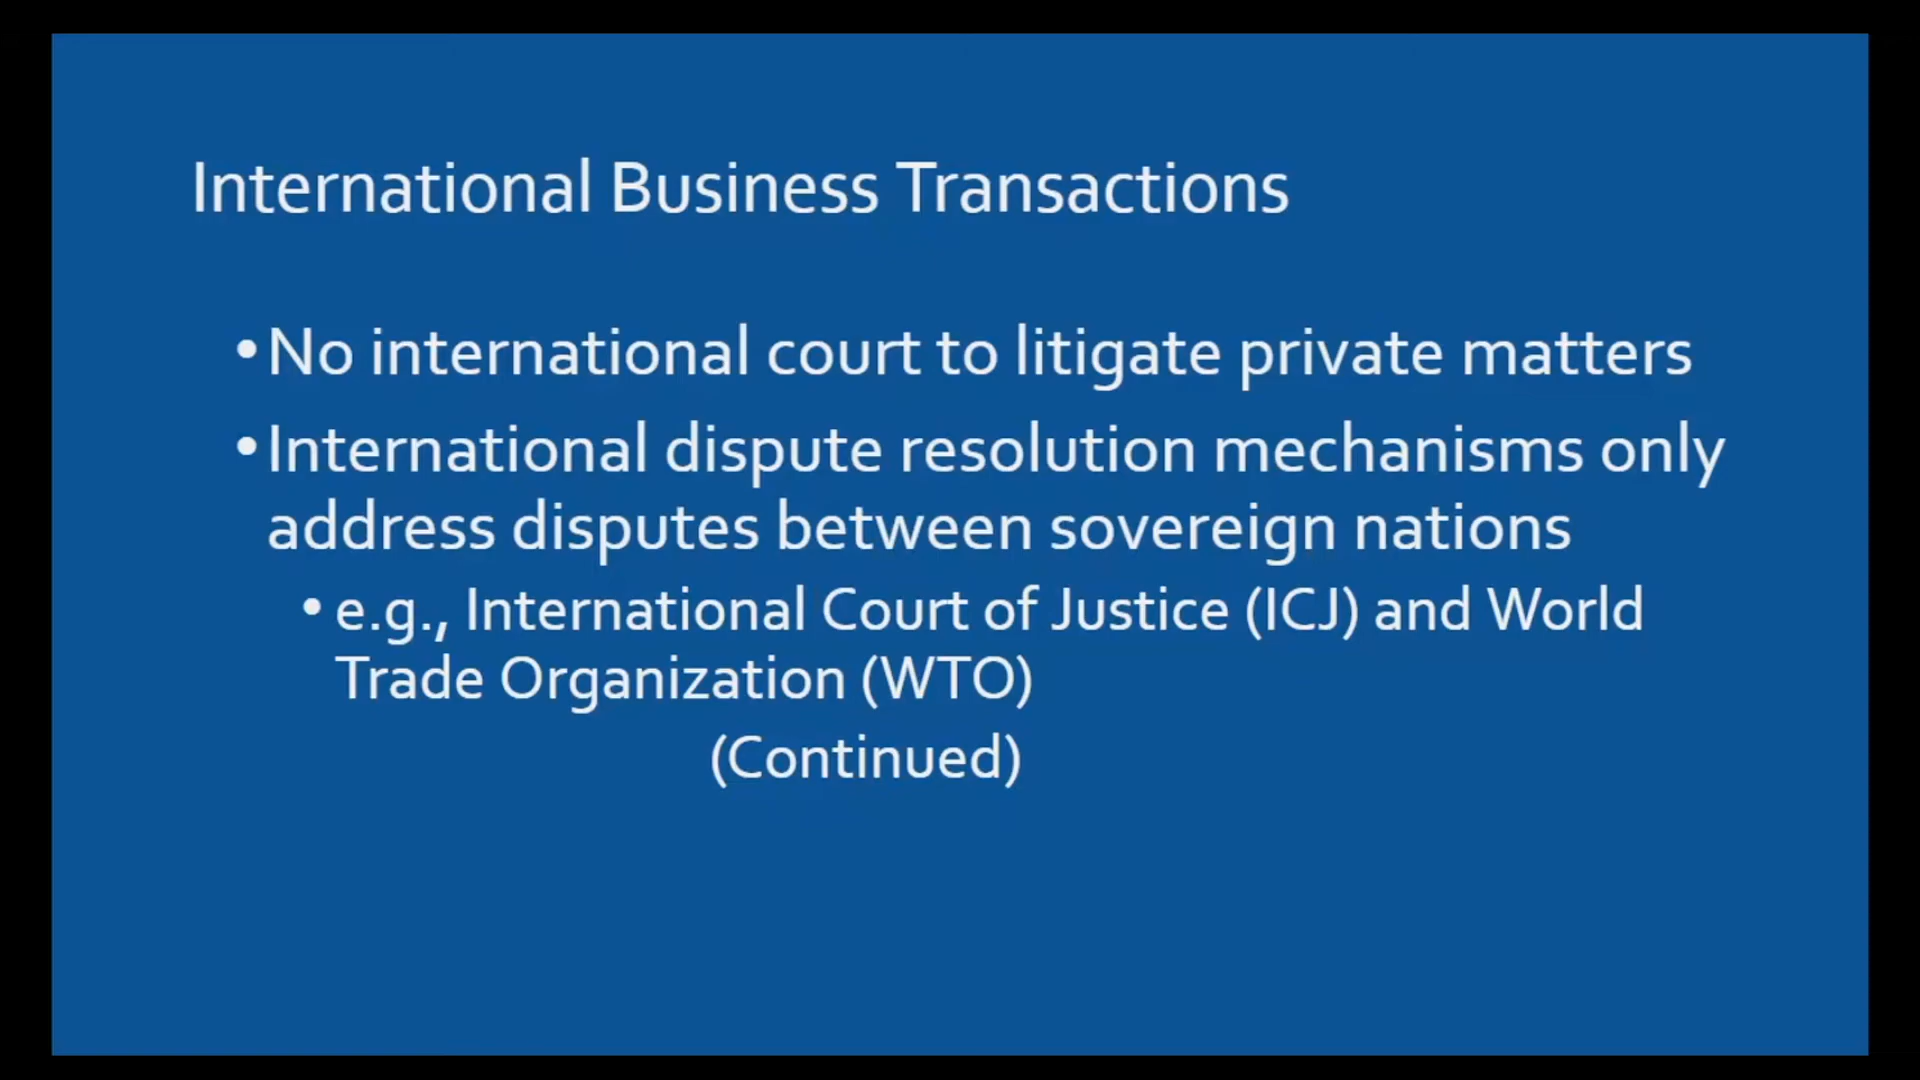 International Business Transactions
•No international court to litigate private matters
•International dispute resolution mechanisms only
address disputes between sovereign nations
•e.g., International Court of Justice (ICJ) and World
Trade Organization (WTO)
(Continued)